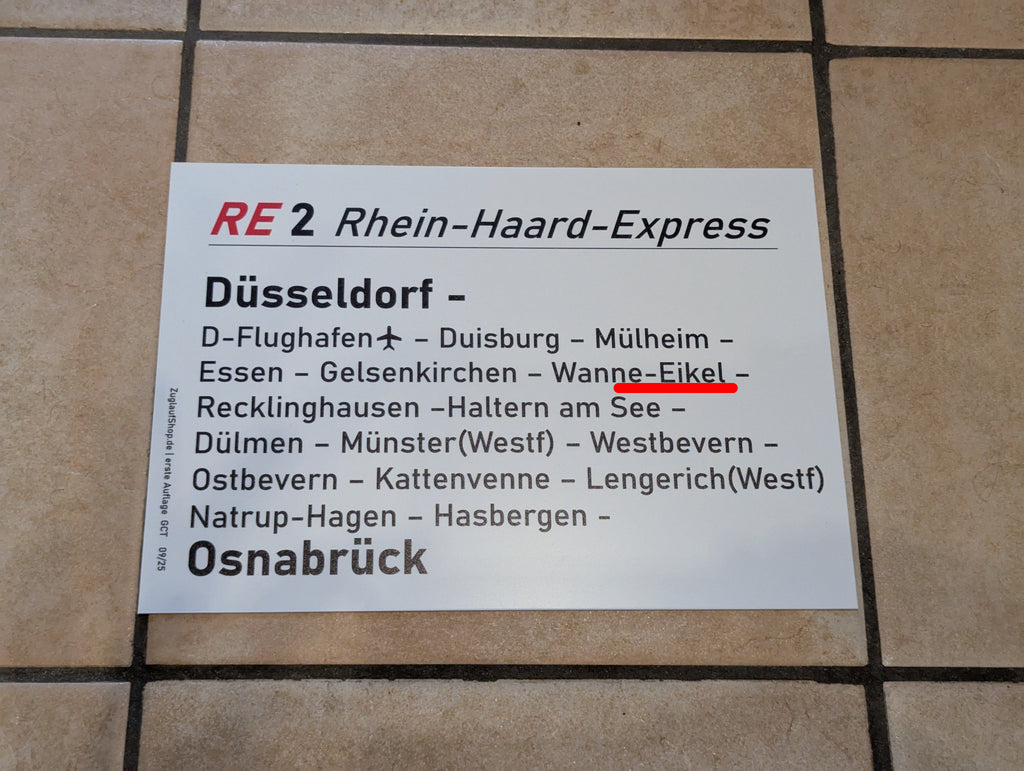 RE 2 Rhein-Haard-Express
Düsseldorf –
D-Flughafen ✈ – Duisburg – Mülheim –
Essen – Gelsenkirchen – Wanne-Eikel –
Recklinghausen –Haltern am See –
Dülmen – Münster(Westf) – Westbevern –
Ostbevern – Kattenvenne – Lengerich(Westf)
Natrup-Hagen – Hasbergen -
Osnabrück
ZuglaufShop.de | erste Auflage GCT 09/25